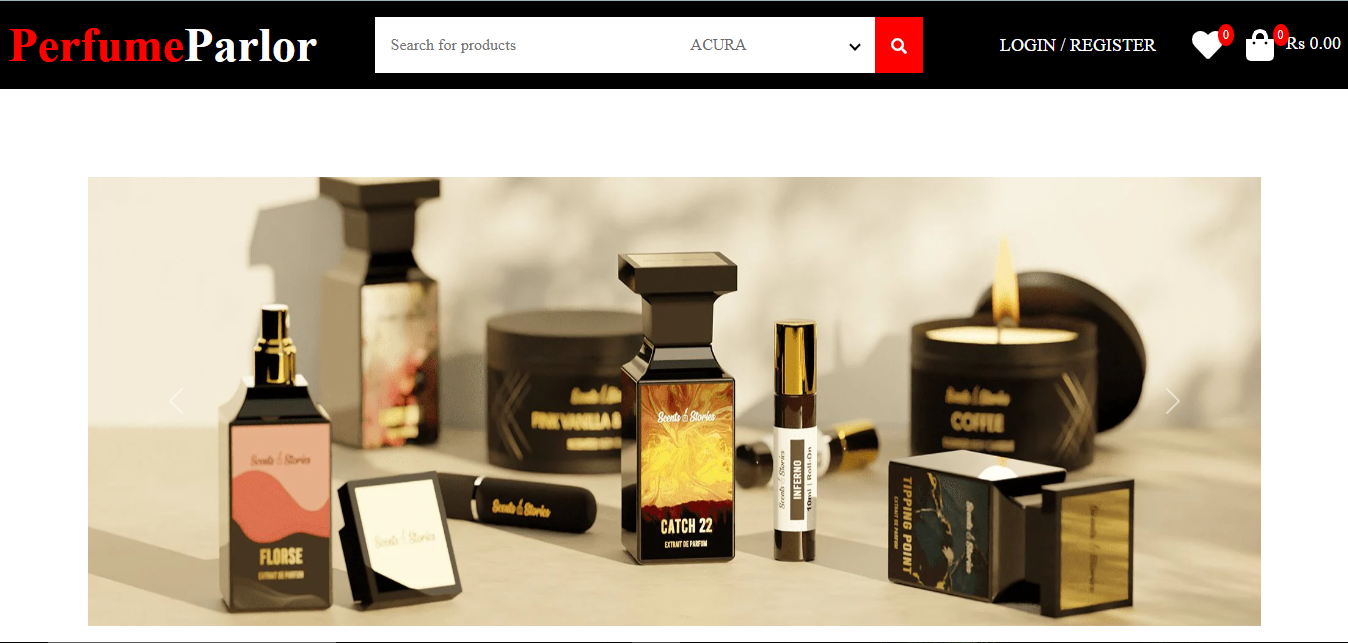 PerfumeParlor
Search for products
ACURA
LOGIN / REGISTER
0
0
Rs 0.00
Scents & Stories
FLORSE
EXTRAIT DE PARFUM
Scents & Stories
Scents & Stories
Scents & Stories
PINK VANILLA
Scents & Stories
CATCH 22
EXTRAIT DE PARFUM
Scents & Stories
INFERNO
10ml | Roll-On
Scents & Stories
COFFEE
TIPPING POINT
EXTRAIT DE PARFUM
Scents & Stories
Scents & Stories